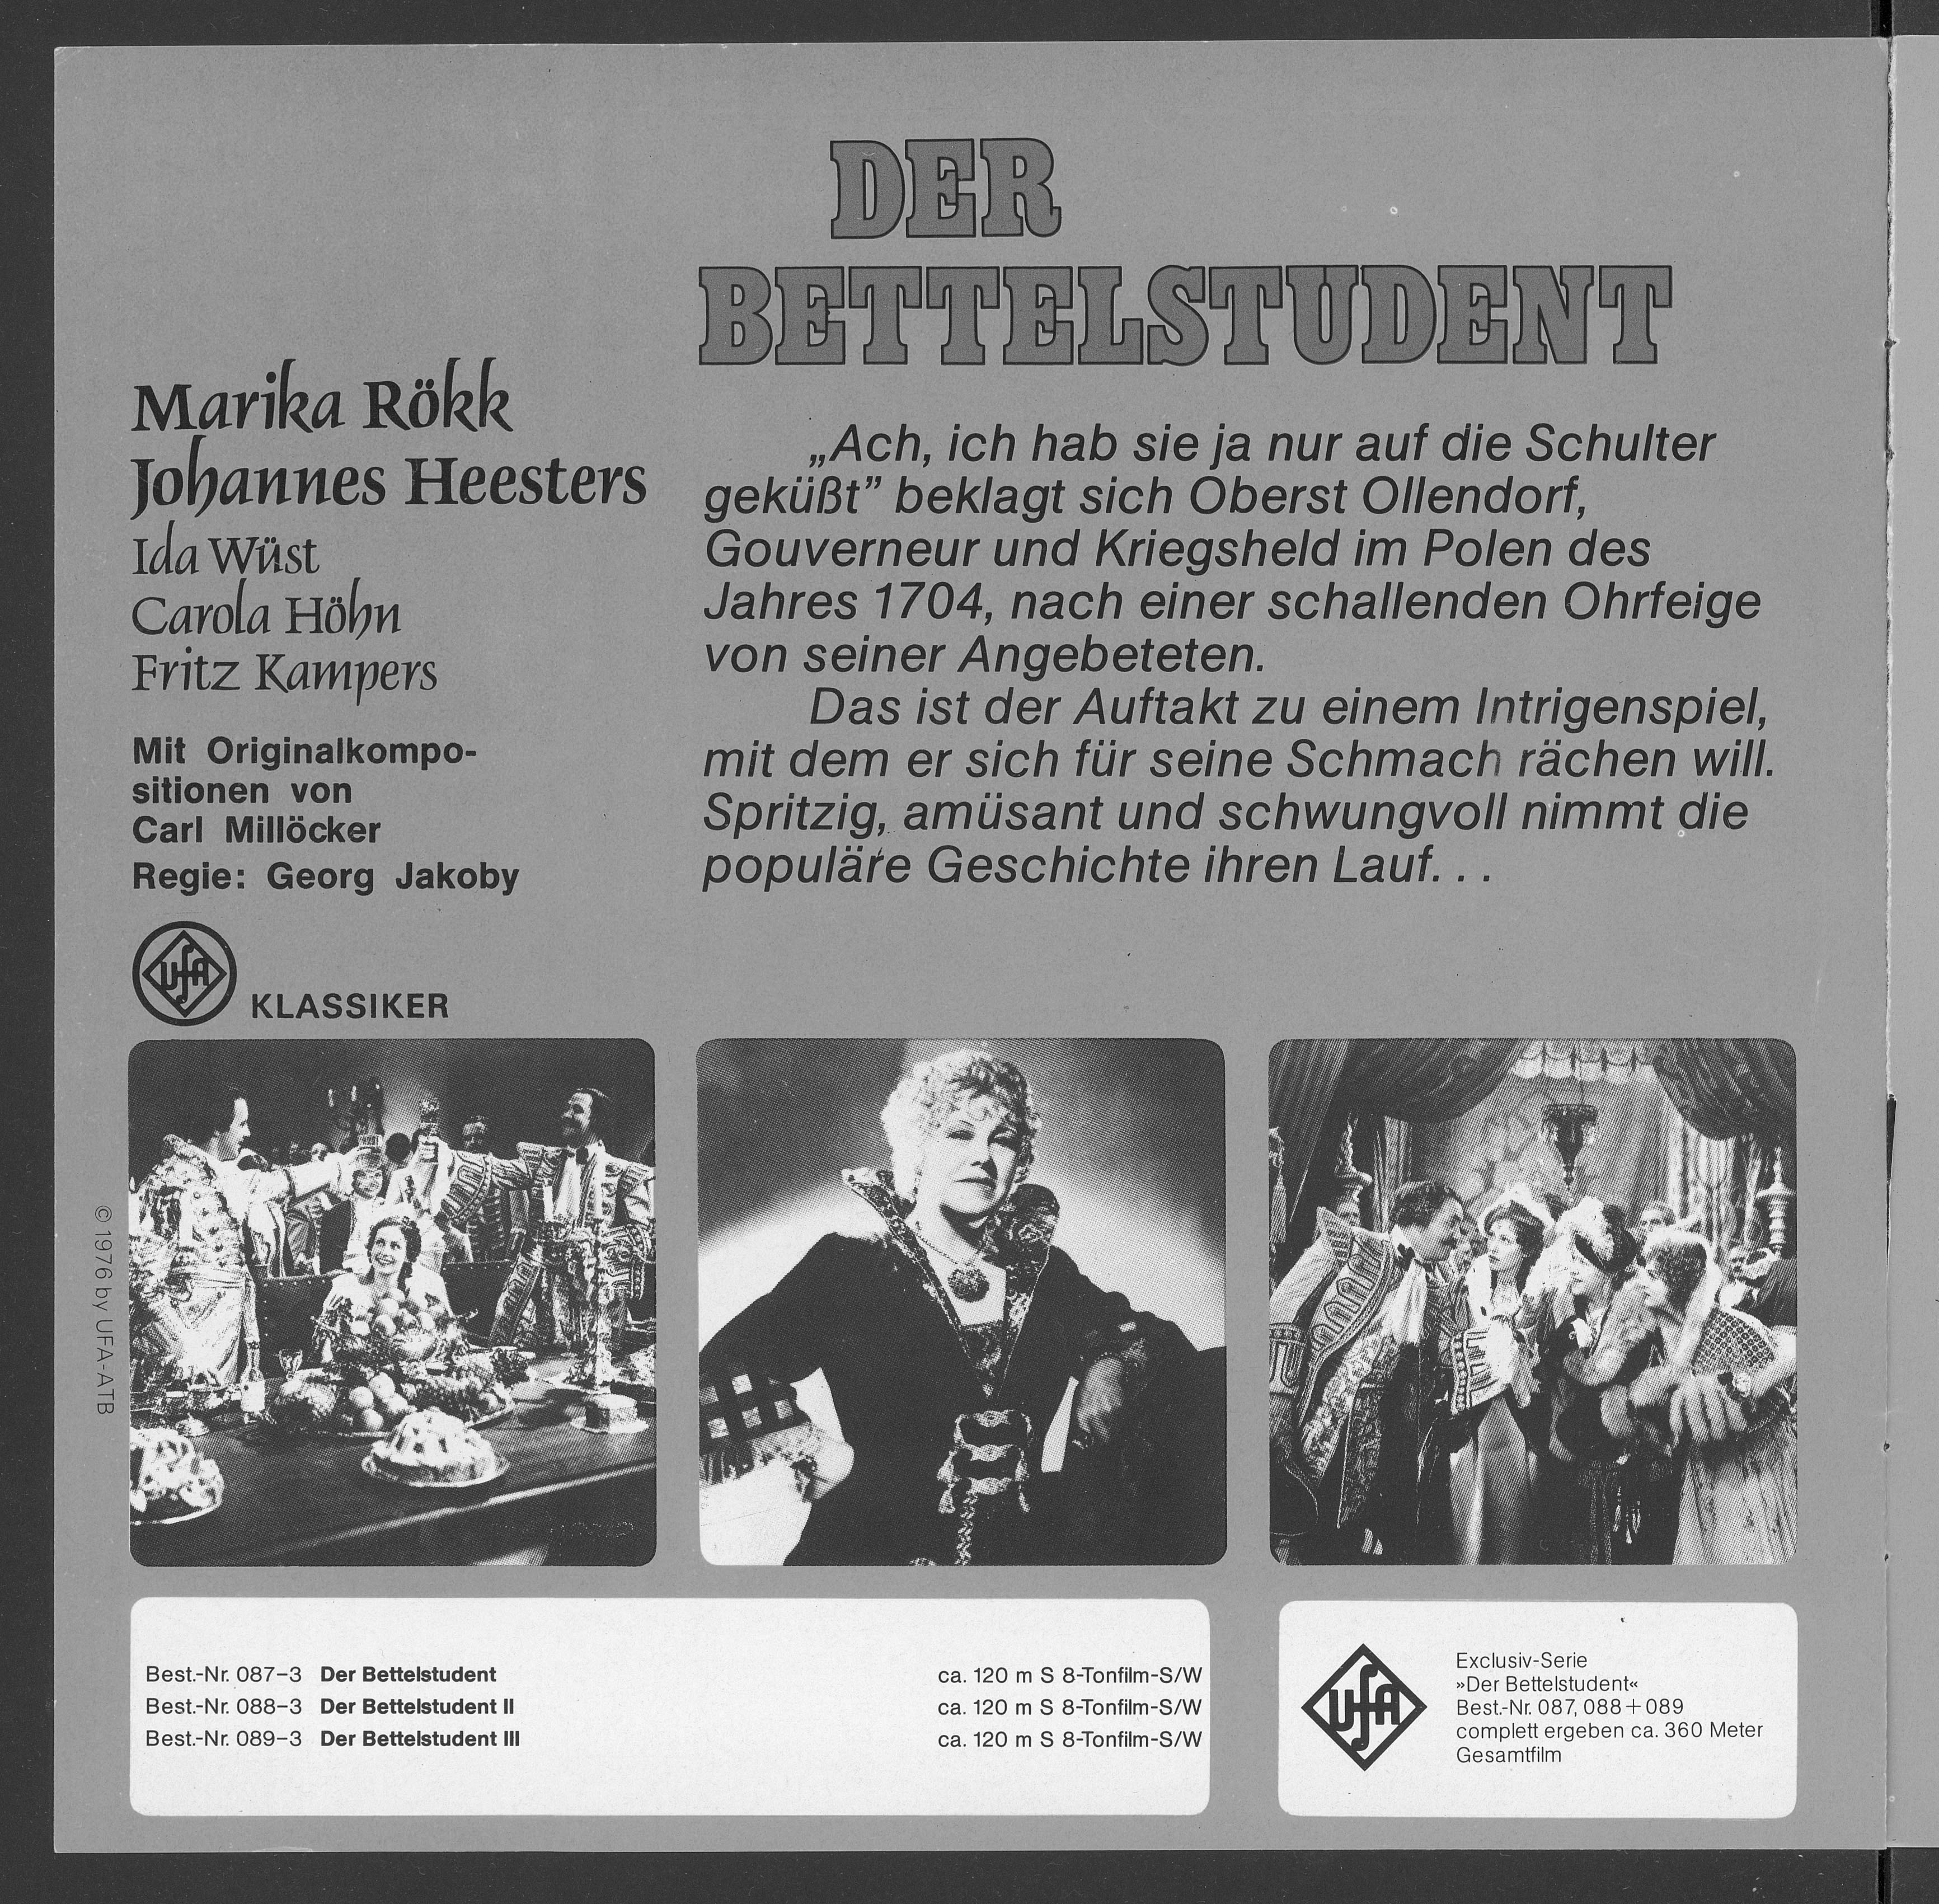 DER
BETTELSTUDENT
Marika Rökk
Johannes Heesters
Ida Wüst
Carola Höhn
Fritz Kampers
Mit Originalkompo-
sitionen von
Carl Millöcker
Regie: Georg Jakoby
UFA
KLASSIKER
„Ach, ich hab sie ja nur auf die Schulter
geküßt” beklagt sich Oberst Ollendorf,
Gouverneur und Kriegsheld im Polen des
Jahres 1704, nach einer schallenden Ohrfeige
von seiner Angebeteten.
Das ist der Auftakt zu einem Intrigenspiel,
mit dem er sich für seine Schmach rächen will.
Spritzig, amüsant und schwungvoll nimmt die
populäre Geschichte ihren Lauf. . .
© 1976 by UFA-ATB
Best.-Nr. 087–3 Der Bettelstudent ca. 120 m S 8-Tonfilm-S/W
Best.-Nr. 088–3 Der Bettelstudent II ca. 120 m S 8-Tonfilm-S/W
Best.-Nr. 089–3 Der Bettelstudent III ca. 120 m S 8-Tonfilm-S/W
UFA
Exclusiv-Serie
»Der Bettelstudent«
Best.-Nr. 087, 088+089
complett ergeben ca. 360 Meter
Gesamtfilm